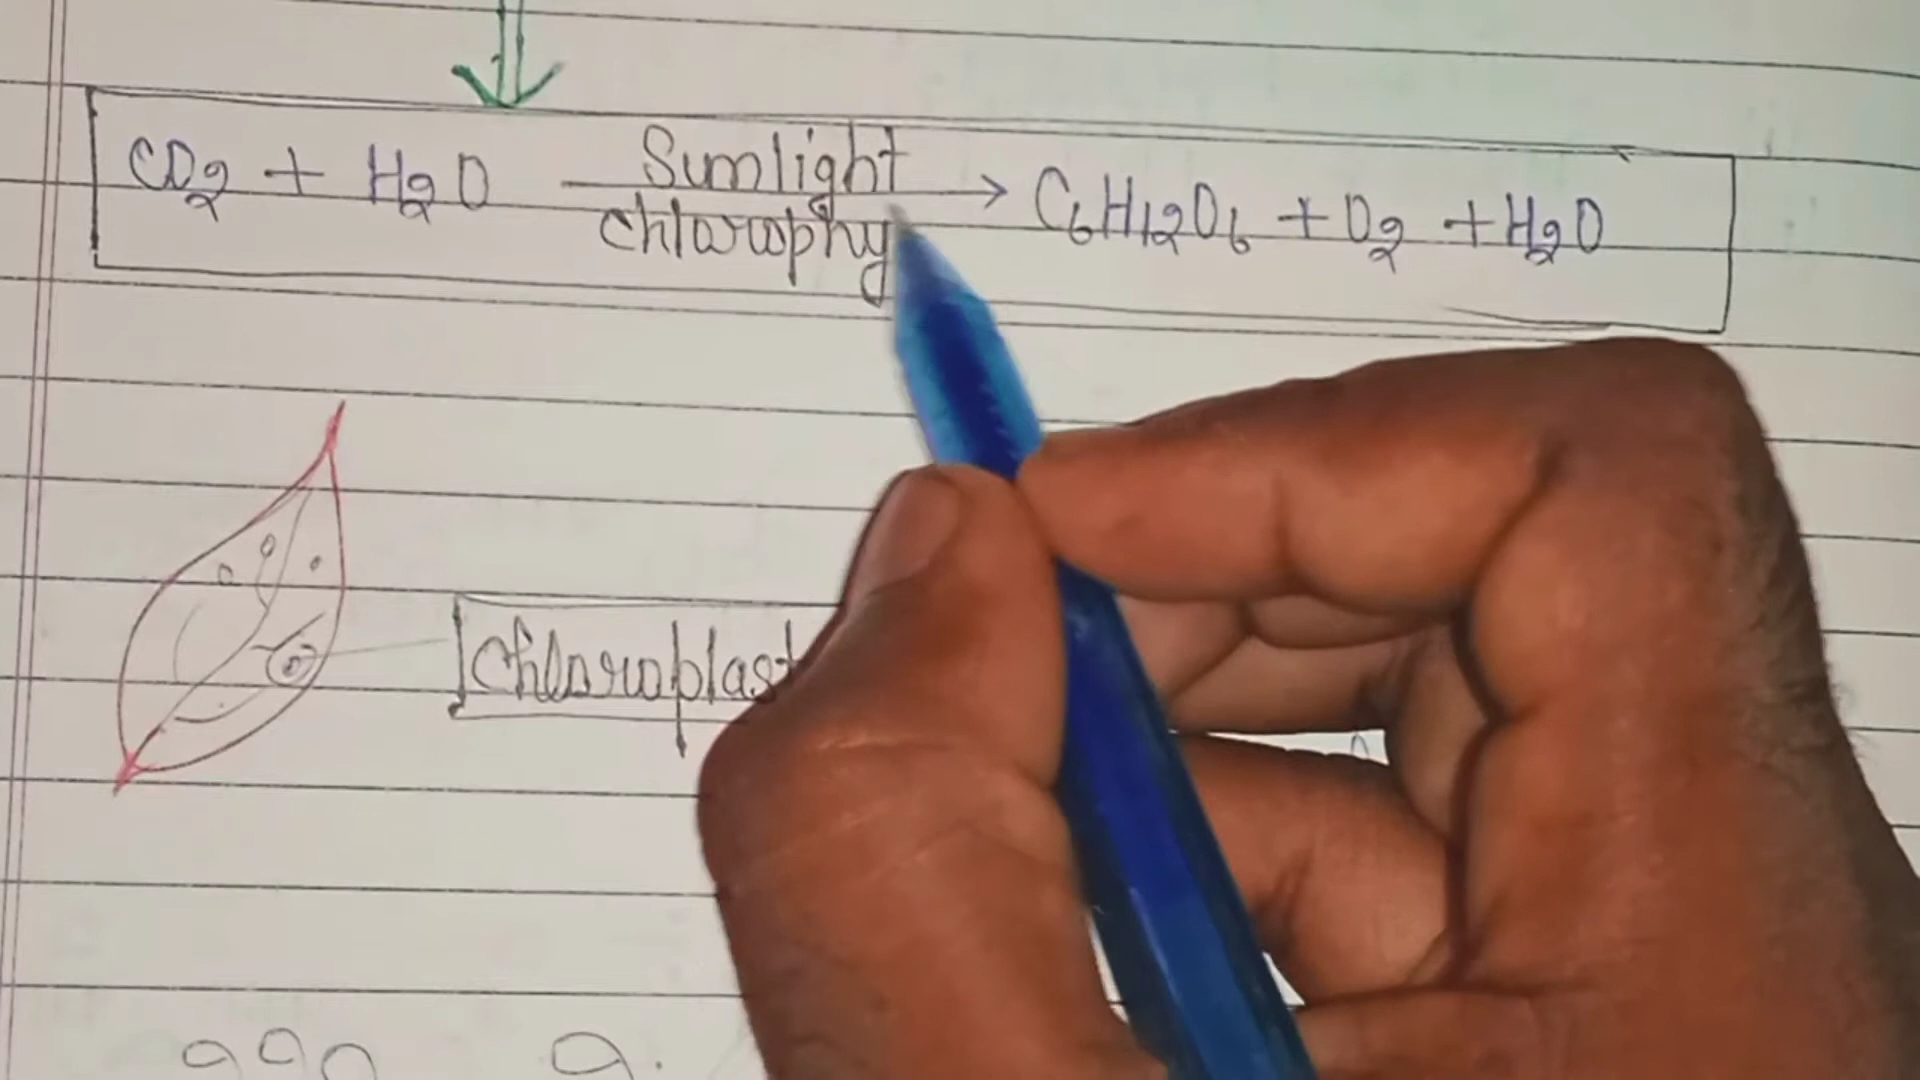 CO2 + H2O Sunlight chlorophy → C6H12O6 + O2 + H2O
Chloroplast